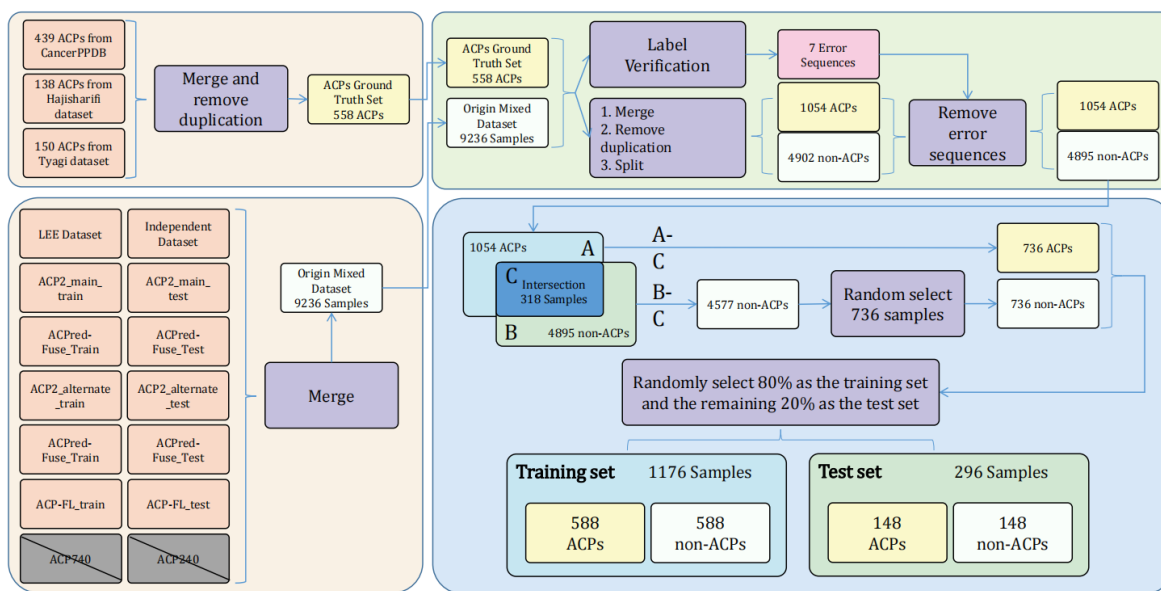 439 ACPs from
CancerPPDB
138 ACPs from
Hajisharifi
dataset
150 ACPs from
Tyagi dataset
Merge and
remove
duplication
ACPs Ground
Truth Set
558 ACPs
ACPs Ground
Truth Set
558 ACPs
Origin Mixed
Dataset
9236 Samples
Label
Verification
7 Error
Sequences
1. Merge
2. Remove
duplication
3. Split
1054 ACPs
4902 non-ACPs
Remove
error
sequences
1054 ACPs
4895 non-ACPs
LEE Dataset
Independent
Dataset
ACP2_main_
train
ACP2_main_
test
ACPred-
Fuse_Train
ACPred-
Fuse_Test
ACP2_alternate
_train
ACP2_alternate
_test
ACPred-
Fuse_Train
ACPred-
Fuse_Test
ACP-FL_train
ACP-FL_test
ACP740
ACP240
Origin Mixed
Dataset
9236 Samples
Merge
1054 ACPs
A
C
Intersection
318 Samples
B
4895 non-ACPs
A-
C
736 ACPs
B-
C
4577 non-ACPs
Random select
736 samples
736 non-ACPs
Randomly select 80% as the training set
and the remaining 20% as the test set
Training set 1176 Samples
588
ACPs
588
non-ACPs
Test set 296 Samples
148
ACPs
148
non-ACPs